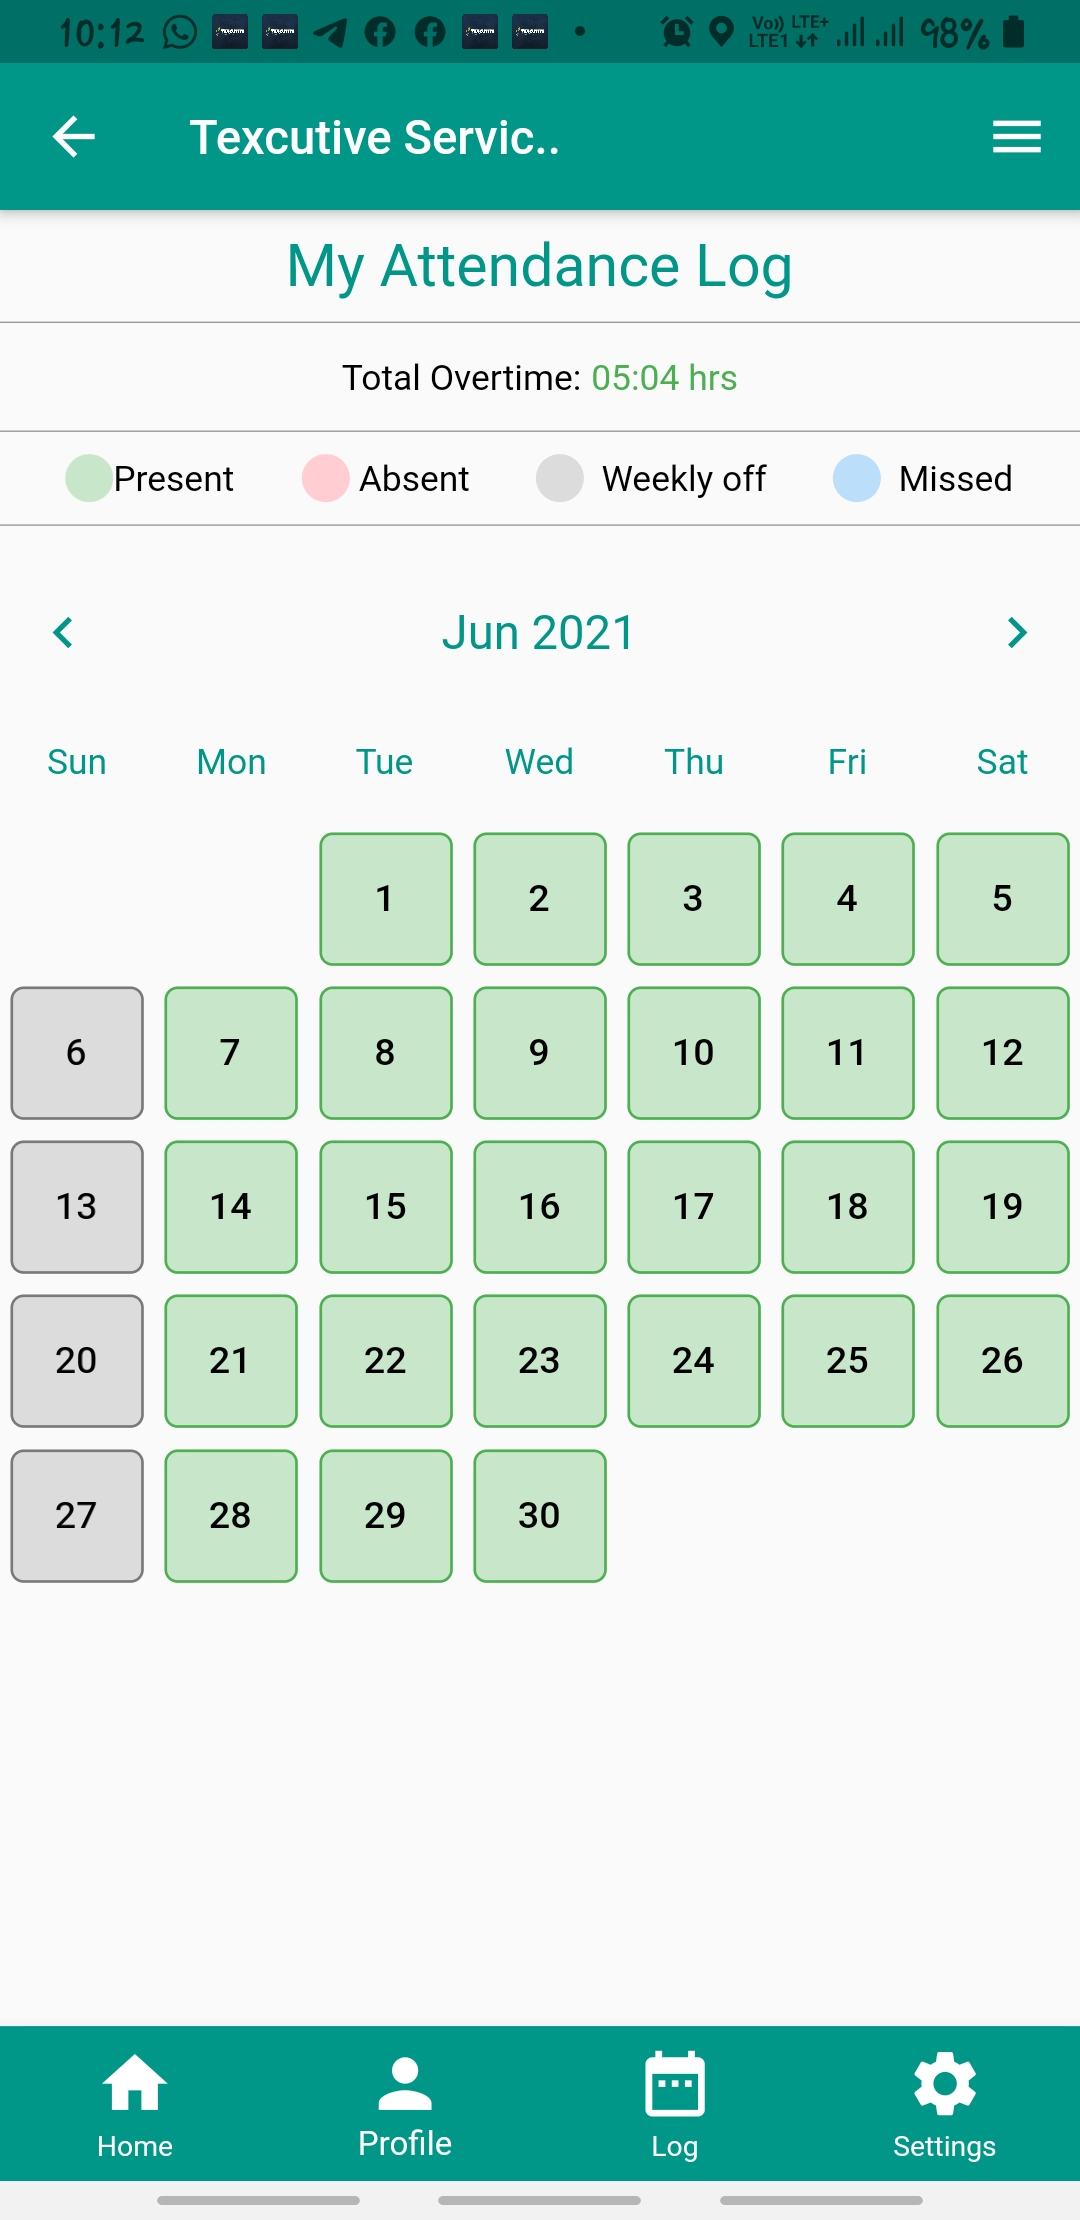 10:12 Vo)) LTE1 LTE+ 98%
Texcutive Servic..
My Attendance Log
Total Overtime: 05:04 hrs
Present Absent Weekly off Missed
Jun 2021
Sun Mon Tue Wed Thu Fri Sat
1 2 3 4 5
6 7 8 9 10 11 12
13 14 15 16 17 18 19
20 21 22 23 24 25 26
27 28 29 30
Home Profile Log Settings